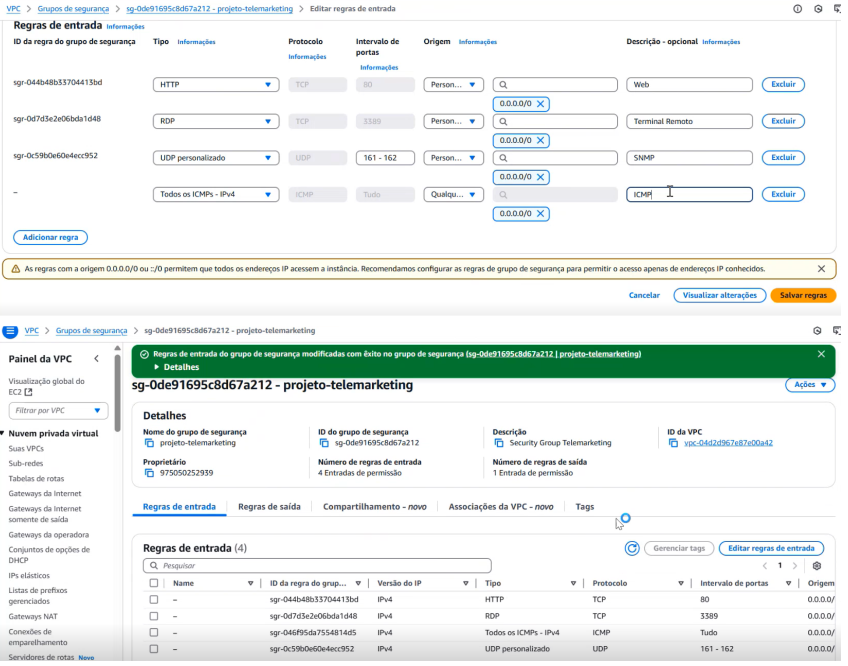 VPC > Grupos de segurança > sg-0de91695c8d67a212 - projeto-telemarketing > Editar regras de entrada
Regras de entrada Informações
ID da regra do grupo de segurança Tipo Informações Protocolo Informações Intervalo de portas Informações Origem Informações Descrição - opcional Informações
sgr-044b48b33704413bd HTTP TCP 80 Person... Web Excluir
0.0.0.0/0
sgr-0d7d3e2e06bda1d48 RDP TCP 3389 Person... Terminal Remoto Excluir
0.0.0.0/0
sgr-0c59b0e60e4ecc952 UDP personalizado UDP 161 - 162 Person... SNMP Excluir
0.0.0.0/0
– Todos os ICMPs - IPv4 ICMP Tudo Qualqu... ICMP Excluir
0.0.0.0/0
Adicionar regra
As regras com a origem 0.0.0.0/0 ou ::/0 permitem que todos os endereços IP acessem a instância. Recomendamos configurar as regras de grupo de segurança para permitir o acesso apenas de endereços IP conhecidos.
Cancelar Visualizar alterações Salvar regras
VPC > Grupos de segurança > sg-0de91695c8d67a212 - projeto-telemarketing
Painel da VPC
Visualização global do
EC2
Filtrar por VPC
Nuvem privada virtual
Suas VPCs
Sub-redes
Tabelas de rotas
Gateways da Internet
Gateways da Internet
somente de saída
Gateways da operadora
Conjuntos de opções de
DHCP
IPs elásticos
Listas de prefixos
gerenciados
Gateways NAT
Conexões de
emparelhamento
Servidores de rotas Novo
Regras de entrada do grupo de segurança modificadas com êxito no grupo de segurança (sg-0de91695c8d67a212 | projeto-telemarketing)
Detalhes
sg-0de91695c8d67a212 - projeto-telemarketing Ações
Detalhes
Nome do grupo de segurança ID do grupo de segurança Descrição ID da VPC
projeto-telemarketing sg-0de91695c8d67a212 Security Group Telemarketing vpc-04d2d967e87e00a42
Proprietário Número de regras de entrada Número de regras de saída
975050252939 4 Entradas de permissão 1 Entrada de permissão
Regras de entrada Regras de saída Compartilhamento - novo Associações da VPC - novo Tags
Regras de entrada (4) Gerenciar tags Editar regras de entrada
Pesquisar 1
Name ID da regra do grup... Versão do IP Tipo Protocolo Intervalo de portas Origem
– sgr-044b48b33704413bd IPv4 HTTP TCP 80 0.0.0.0/
– sgr-0d7d3e2e06bda1d48 IPv4 RDP TCP 3389 0.0.0.0/
– sgr-046f95da7554814d5 IPv4 Todos os ICMPs - IPv4 ICMP Tudo 0.0.0.0/
– sgr-0c59b0e60e4ecc952 IPv4 UDP personalizado UDP 161 - 162 0.0.0.0/